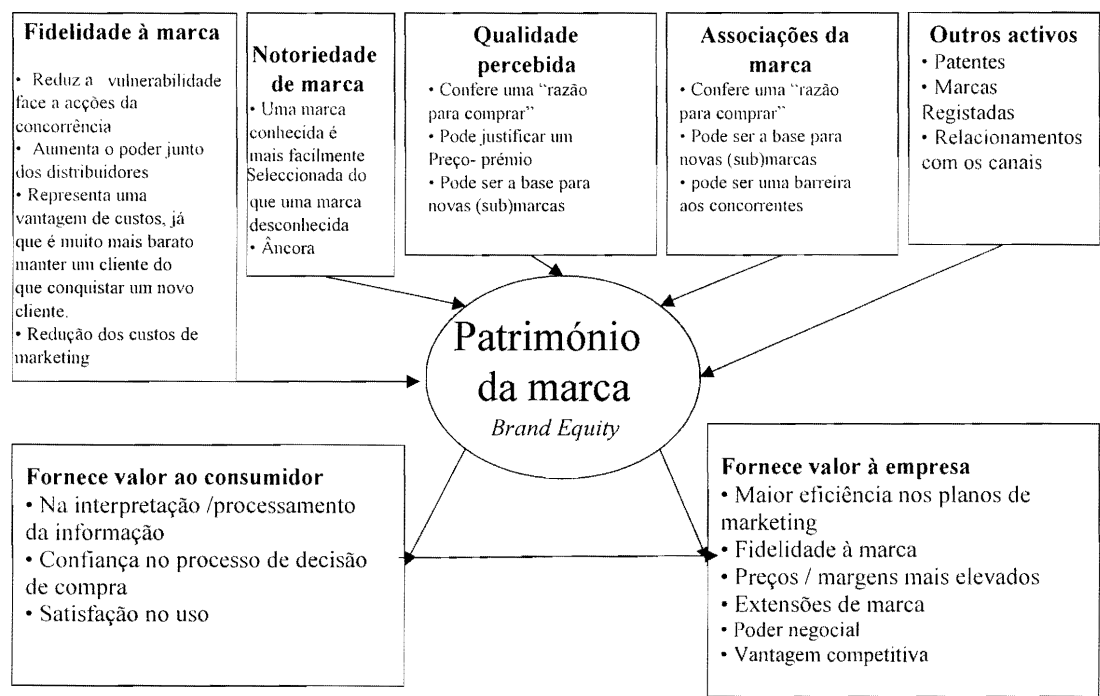 Fidelidade à marca
• Reduz a vulnerabilidade
face a acções da
concorrência
• Aumenta o poder junto
dos distribuidores
• Representa uma
vantagem de custos, já
que é muito mais barato
manter um cliente do
que conquistar um novo
cliente.
• Redução dos custos de
marketing
Notoriedade
de marca
• Uma marca
conhecida é
mais facilmente
Seleccionada do
que uma marca
desconhecida
• Âncora
Qualidade
percebida
• Confere uma “razão
para comprar”
• Pode justificar um
Preço- prémio
• Pode ser a base para
novas (sub)marcas
Associações da
marca
• Confere uma “razão
para comprar”
• Pode ser a base para
novas (sub)marcas
• pode ser uma barreira
aos concorrentes
Outros activos
• Patentes
• Marcas
Registadas
• Relacionamentos
com os canais
Património
da marca
Brand Equity
Fornece valor ao consumidor
• Na interpretação /processamento
da informação
• Confiança no processo de decisão
de compra
• Satisfação no uso
Fornece valor à empresa
• Maior eficiência nos planos de
marketing
• Fidelidade à marca
• Preços / margens mais elevados
• Extensões de marca
• Poder negocial
• Vantagem competitiva